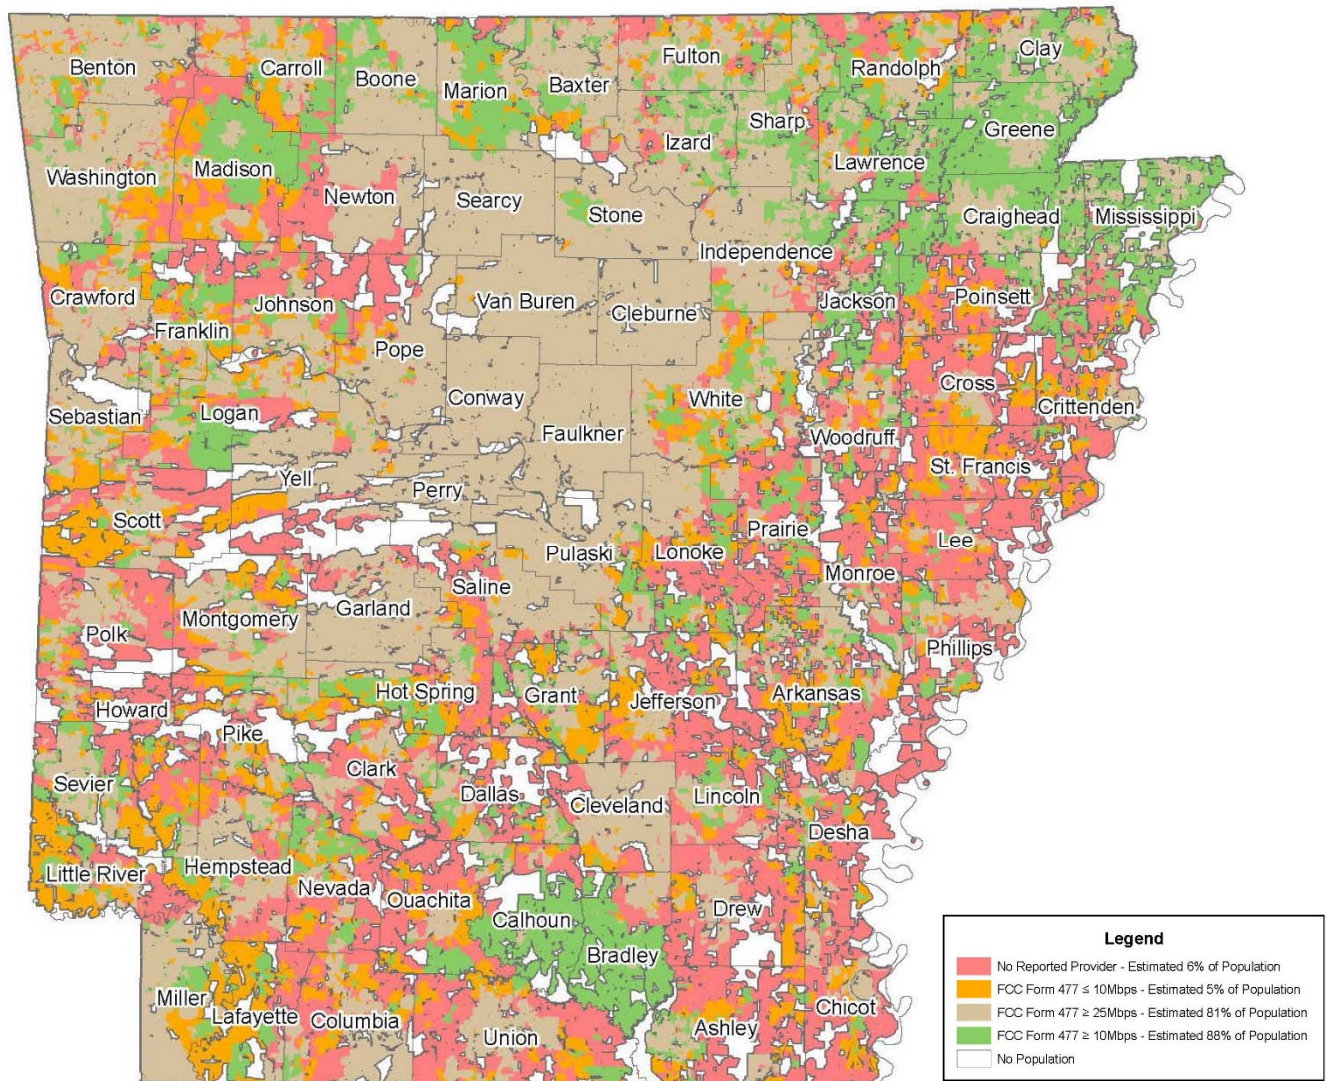 Benton
Carroll
Boone
Marion
Baxter
Fulton
Randolph
Clay
Greene
Sharp
Izard
Lawrence
Washington
Madison
Newton
Searcy
Stone
Craighead
Mississippi
Independence
Crawford
Johnson
Van Buren
Cleburne
Jackson
Poinsett
Franklin
Pope
Cross
Sebastian
Logan
Conway
White
Crittenden
Faulkner
Woodruff
St. Francis
Yell
Perry
Scott
Prairie
Pulaski
Lonoke
Lee
Monroe
Saline
Garland
Montgomery
Polk
Phillips
Hot Spring
Grant
Jefferson
Arkansas
Howard
Pike
Clark
Sevier
Dallas
Cleveland
Lincoln
Desha
Little River
Hempstead
Nevada
Ouachita
Calhoun
Drew
Bradley
Miller
Lafayette
Columbia
Union
Ashley
Chicot
Legend
No Reported Provider - Estimated 6% of Population
FCC Form 477 ≤ 10Mbps - Estimated 5% of Population
FCC Form 477 ≥ 25Mbps - Estimated 81% of Population
FCC Form 477 ≥ 10Mbps - Estimated 88% of Population
No Population